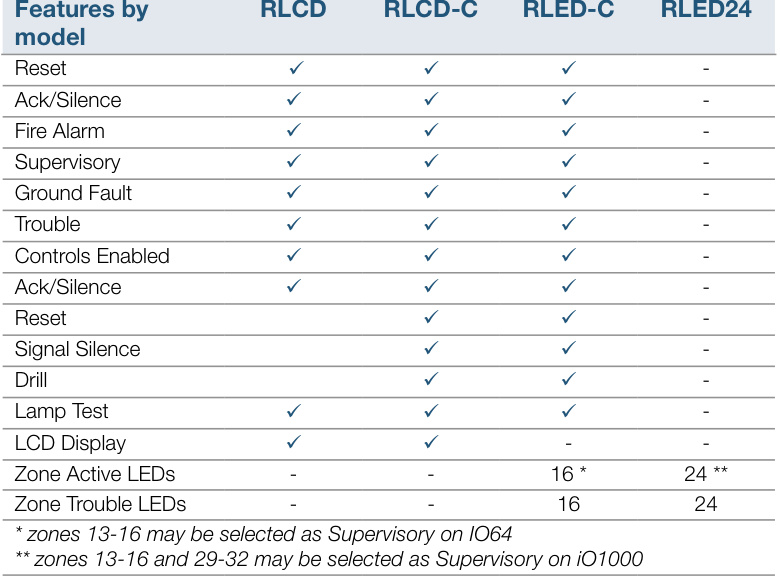 Features by RLCD RLCD-C RLED-C RLED24
model
Reset ✓ ✓ ✓ -
Ack/Silence ✓ ✓ ✓ -
Fire Alarm ✓ ✓ ✓ -
Supervisory ✓ ✓ ✓ -
Ground Fault ✓ ✓ ✓ -
Trouble ✓ ✓ ✓ -
Controls Enabled ✓ ✓ ✓ -
Ack/Silence ✓ ✓ ✓ -
Reset ✓ ✓ -
Signal Silence ✓ ✓ -
Drill ✓ ✓ -
Lamp Test ✓ ✓ ✓ -
LCD Display ✓ ✓ - -
Zone Active LEDs - - 16 * 24 **
Zone Trouble LEDs - - 16 24
* zones 13-16 may be selected as Supervisory on IO64
** zones 13-16 and 29-32 may be selected as Supervisory on iO1000